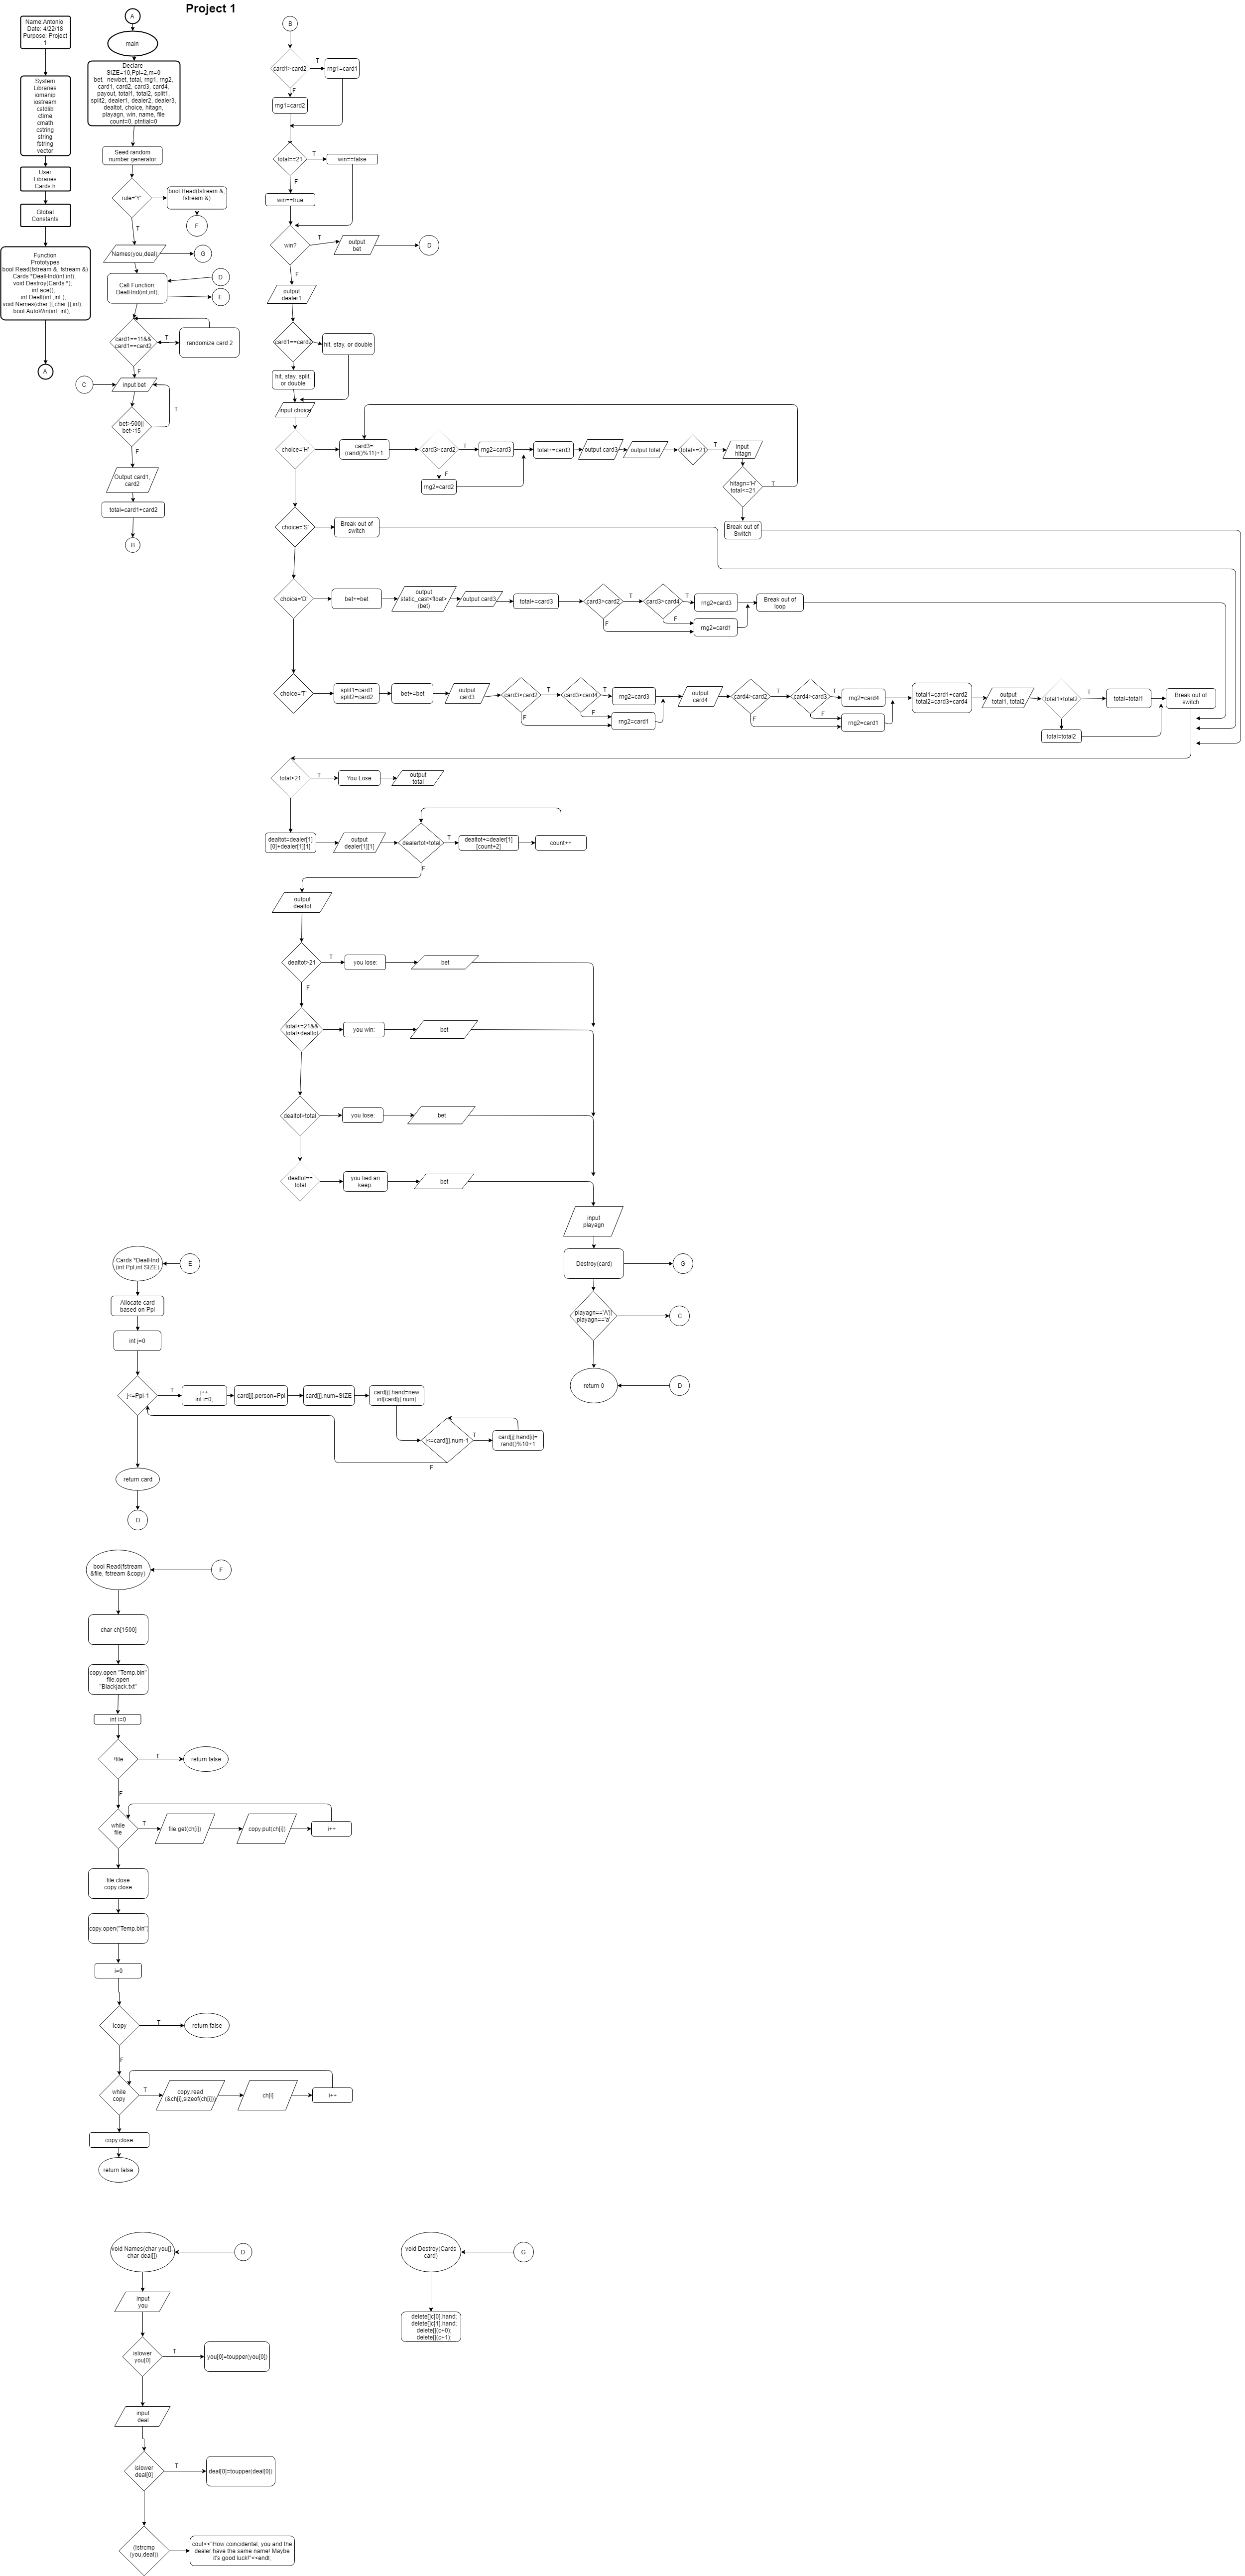 Project 1
Name:Antonio
Date: 4/22/18
Purpose: Project
1
System
Libraries
iomanip
iostream
cstdlib
ctime
cmath
cstring
string
fstring
vector
User
Libraries
Cards.h
Global
Constants
Function
Prototypes
bool Read(fstream &, fstream &)
Cards *DealHnd(int,int);
void Destroy(Cards *);
int ace();
int Dealt(int ,int );
void Names(char [],char [],int);
bool AutoWin(int, int);
A
A
main
Declare
SIZE=10,Ppl=2,m=0
bet, newbet, total, rng1, rng2,
card1, card2, card3, card4,
payout, total1, total2, split1,
split2, dealer1, dealer2, dealer3,
dealtot, choice, hitagn,
playagn, win, name, file
count=0, ptntial=0
Seed random
number generator
rule='Y'
bool Read(fstream &,
fstream &)
F
T
Names(you,deal)
G
Call Function:
DealHnd(int,int);
D
E
card1==11&&
card1==card2
T
randomize card 2
F
C
input bet
T
bet>500||
bet<15
F
Output card1,
card2
total=card1+card2
B
B
card1>card2
T
rng1=card1
F
rng1=card2
total==21
T
win==false
F
win==true
win?
T
output
bet
D
F
output
dealer1
card1==card2
hit, stay, or double
hit, stay, split,
or double
input choice
choice='H'
card3=
(rand()%11)+1
card3>card2
T
rng2=card3
F
rng2=card2
total+=card3
output card3
output total
total<=21
T
input
hitagn
hitagn='H'
total<=21
T
Break out of
Switch
choice='S'
Break out of
switch
choice='D'
bet+=bet
output
static_cast<float>
(bet)
output card3
total+=card3
card3>card2
T
card3>card4
T
rng2=card3
F
F
rng2=card1
Break out of
loop
choice='T'
split1=card1
split2=card2
bet+=bet
output
card3
card3>card2
T
card3>card4
T
rng2=card3
F
F
rng2=card1
output
card4
card4>card2
T
card4>card3
T
rng2=card4
F
F
rng2=card1
total1=card1+card2
total2=card3+card4
output
total1, total2
total1>total2
T
total=total1
total=total2
Break out of
switch
total>21
T
You Lose
output
total
dealtot=dealer[1]
[0]+dealer[1][1]
output
dealer[1][1]
dealertot<total
T
dealtot+=dealer[1]
[count+2]
count++
F
output
dealtot
dealtot>21
T
you lose:
bet
F
total<=21&&
total>dealtot
you win:
bet
dealtot>total
you lose:
bet
dealtot==
total
you tied an
keep:
bet
input
playagn
Destroy(card)
G
playagn=='A'||
playagn=='a'
C
return 0
D
Cards *DealHnd
(int Ppl,int SIZE)
E
Allocate card
based on Ppl
int j=0
j<=Ppl-1
T
j++
int i=0;
card[j].person=Ppl
card[j].num=SIZE
card[j].hand=new
int[card[j].num]
i<=card[j].num-1
T
card[j].hand[i]=
rand()%10+1
F
return card
D
bool Read(fstream
&file, fstream &copy)
F
char ch[1500]
copy.open "Temp.bin"
file.open
"Blackjack.txt"
int i=0
!file
T
return false
F
while
file
T
file.get(ch[i])
copy.put(ch[i])
i++
file.close
copy.close
copy.open("Temp.bin")
i=0
!copy
T
return false
F
while
copy
T
copy.read
(&ch[i],sizeof(ch[i]))
ch[i]
i++
copy.close
return false
void Names(char you[],
char deal[])
D
input
you
islower
you[0]
T
you[0]=toupper(you[0])
input
deal
islower
deal[0]
T
deal[0]=toupper(deal[0])
(!strcmp
(you,deal))
cout<<"How coincidental, you and the
dealer have the same name! Maybe
it's good luck!"<<endl;
void Destroy(Cards
card)
G
delete[]c[0].hand;
delete[]c[1].hand;
delete[](c+0);
delete[](c+1);